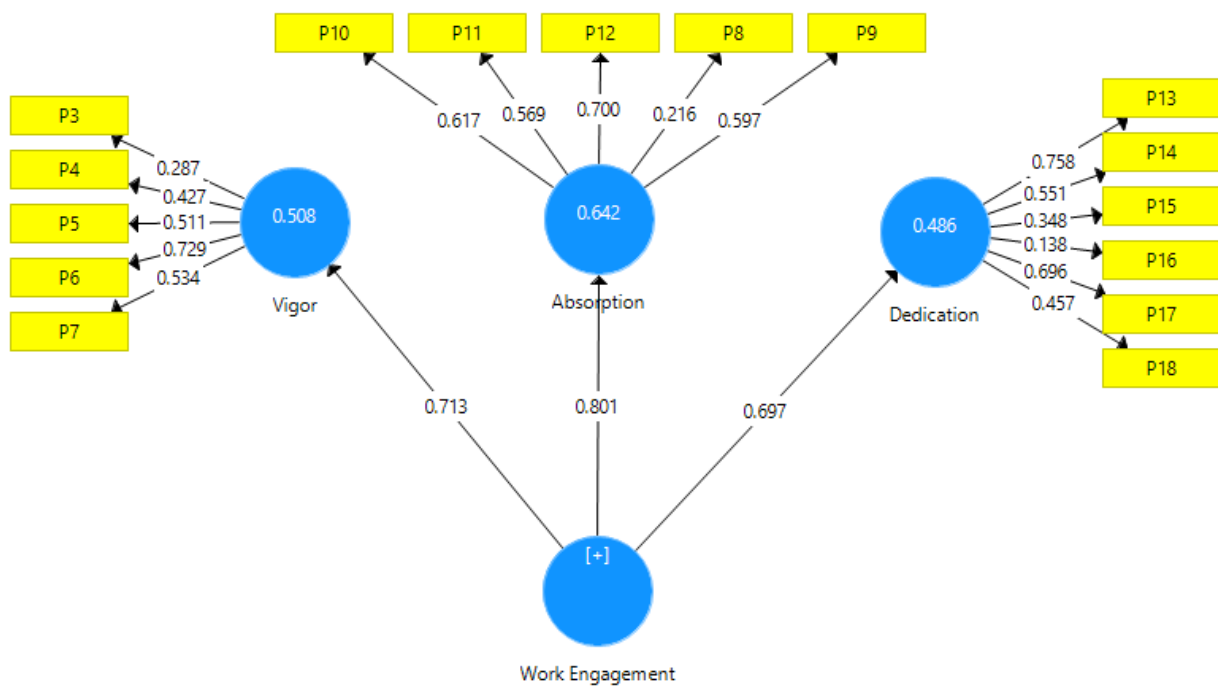 P10
P11
P12
P8
P9
0.617
0.569
0.700
0.216
0.597
P3
P4
P5
P6
P7
0.287
0.427
0.511
0.729
0.534
0.508
Vigor
0.642
Absorption
0.486
Dedication
0.758
0.551
0.348
0.138
0.696
0.457
P13
P14
P15
P16
P17
P18
0.713
0.801
0.697
[+]
Work Engagement